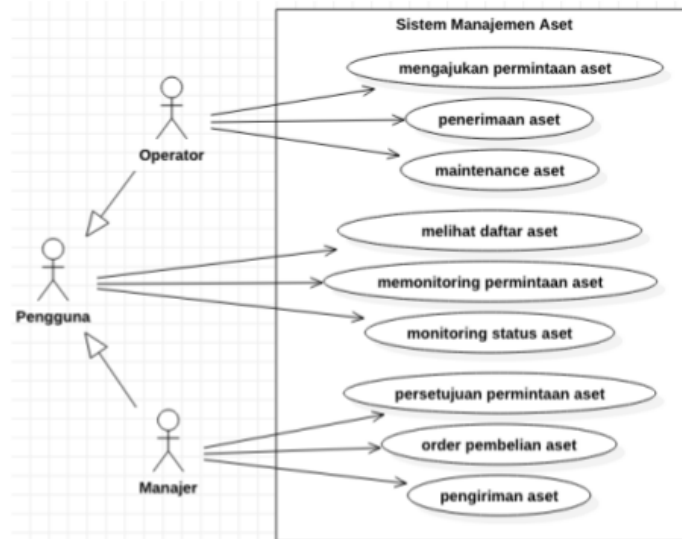 Sistem Manajemen Aset
mengajukan permintaan aset
penerimaan aset
Operator
maintenance aset
melihat daftar aset
memonitoring permintaan aset
Pengguna
monitoring status aset
persetujuan permintaan aset
order pembelian aset
Manajer
pengiriman aset